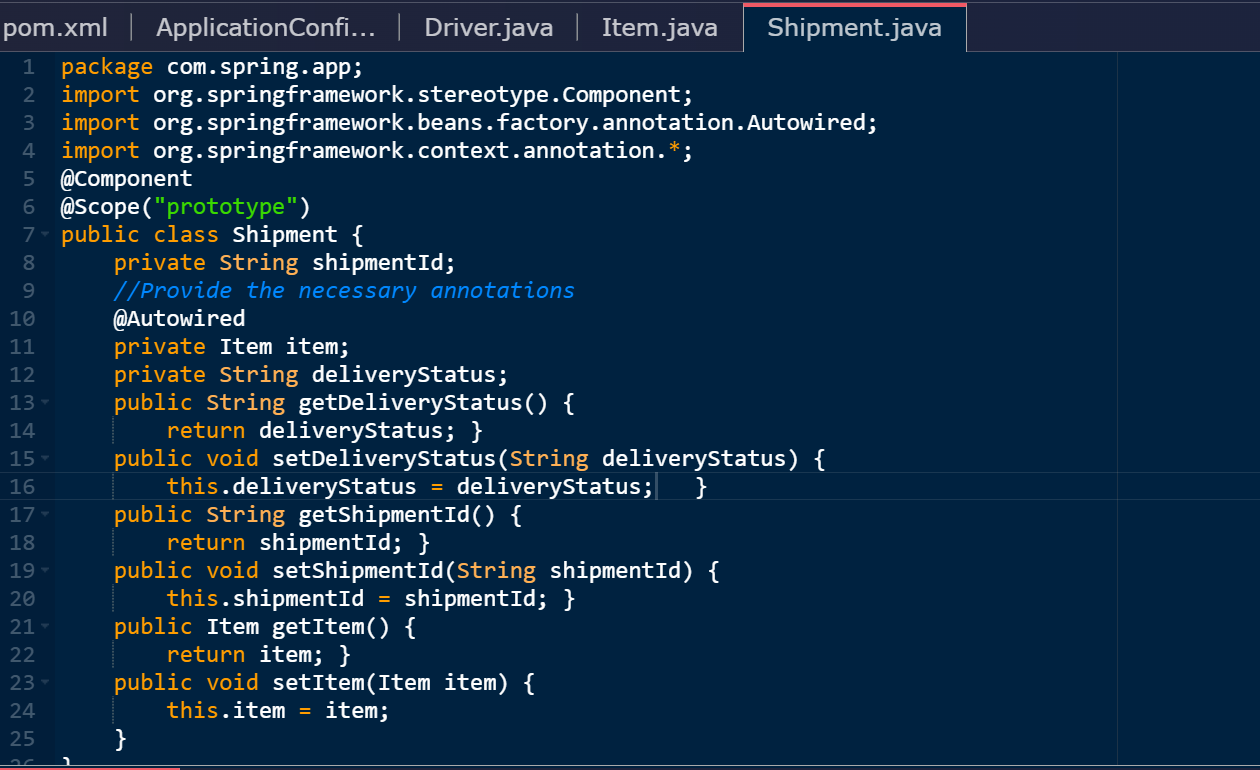 pom.xml ApplicationConfi... Driver.java Item.java Shipment.java
1 package com.spring.app;
2 import org.springframework.stereotype.Component;
3 import org.springframework.beans.factory.annotation.Autowired;
4 import org.springframework.context.annotation.*;
5 @Component
6 @Scope("prototype")
7 public class Shipment {
8 private String shipmentId;
9 //Provide the necessary annotations
10 @Autowired
11 private Item item;
12 private String deliveryStatus;
13 public String getDeliveryStatus() {
14 return deliveryStatus; }
15 public void setDeliveryStatus(String deliveryStatus) {
16 this.deliveryStatus = deliveryStatus; }
17 public String getShipmentId() {
18 return shipmentId; }
19 public void setShipmentId(String shipmentId) {
20 this.shipmentId = shipmentId; }
21 public Item getItem() {
22 return item; }
23 public void setItem(Item item) {
24 this.item = item;
25 }
26 }